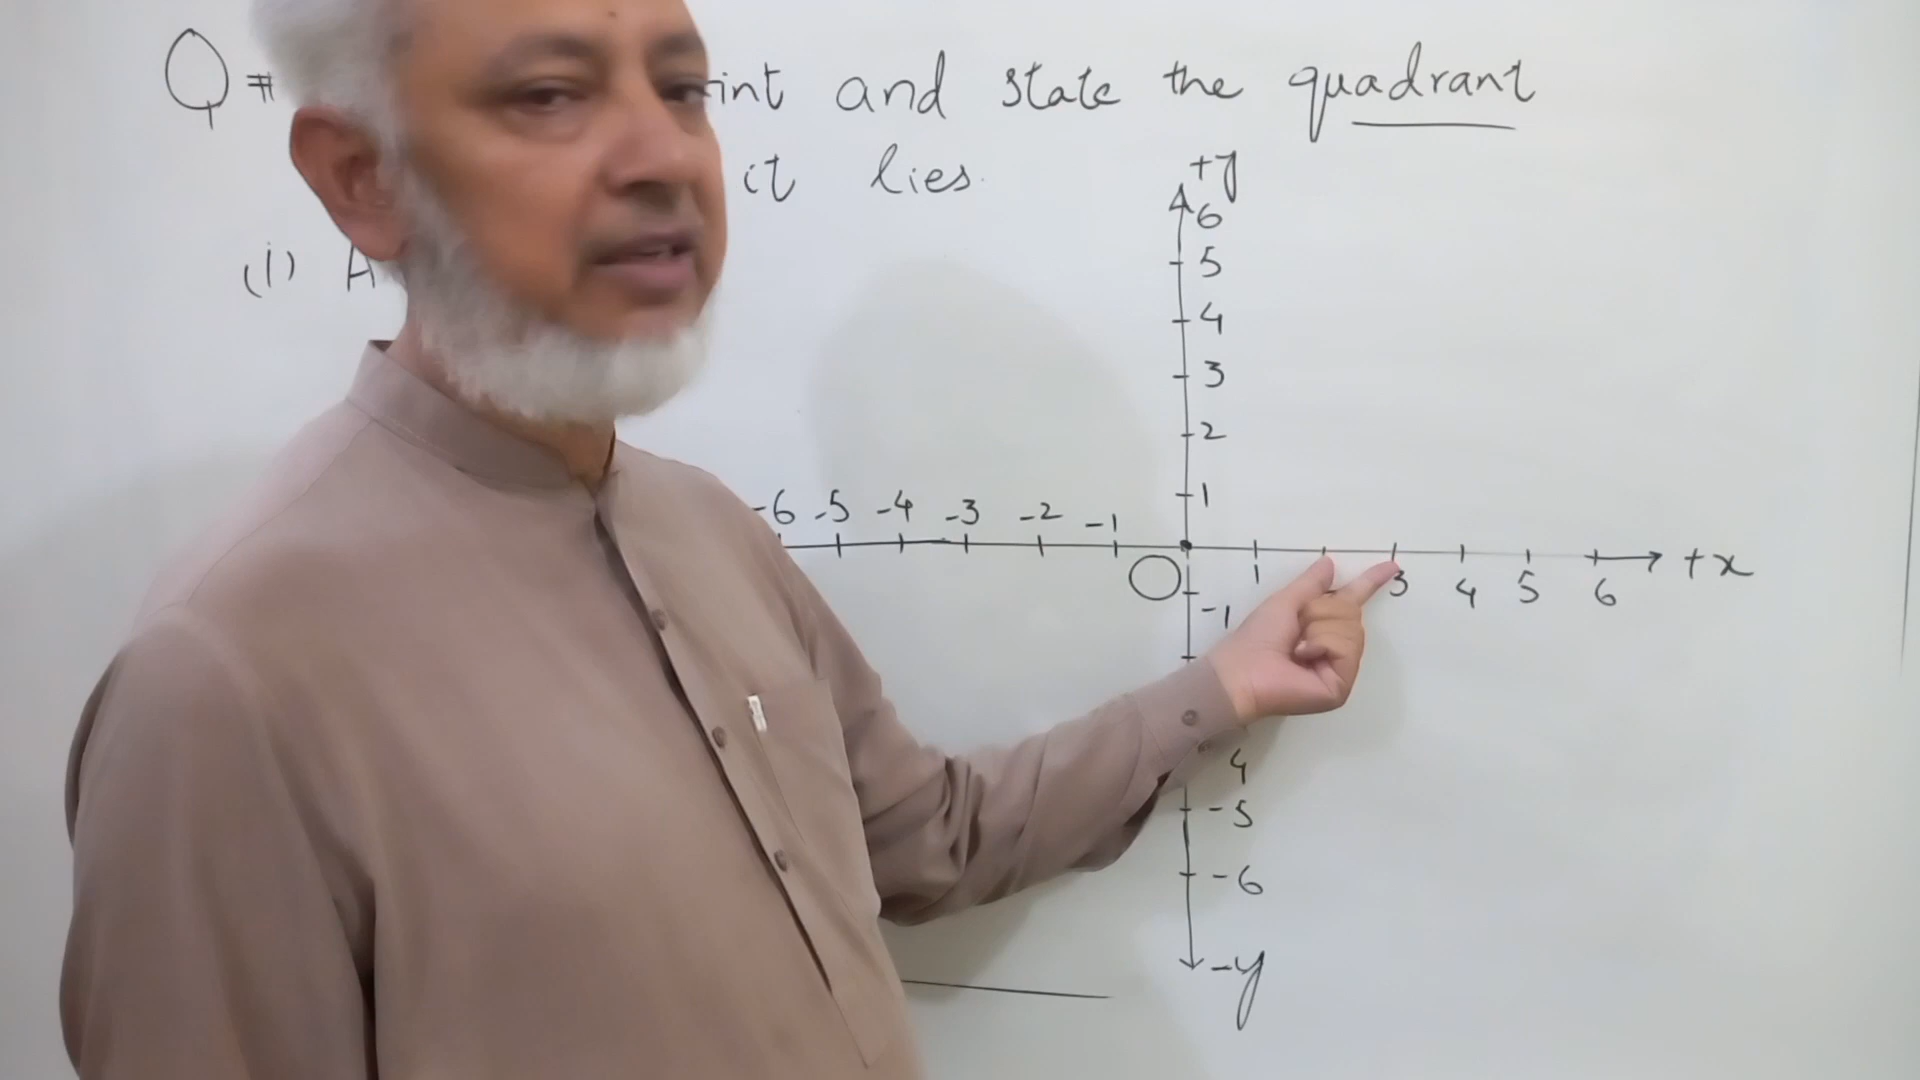 Q # int and state the quadrant
it lies.
(i) A
+y
6
5
4
3
2
1
-6 -5 -4 -3 -2 -1
O 1 3 4 5 6 +x
-1
4
-5
-6
-y